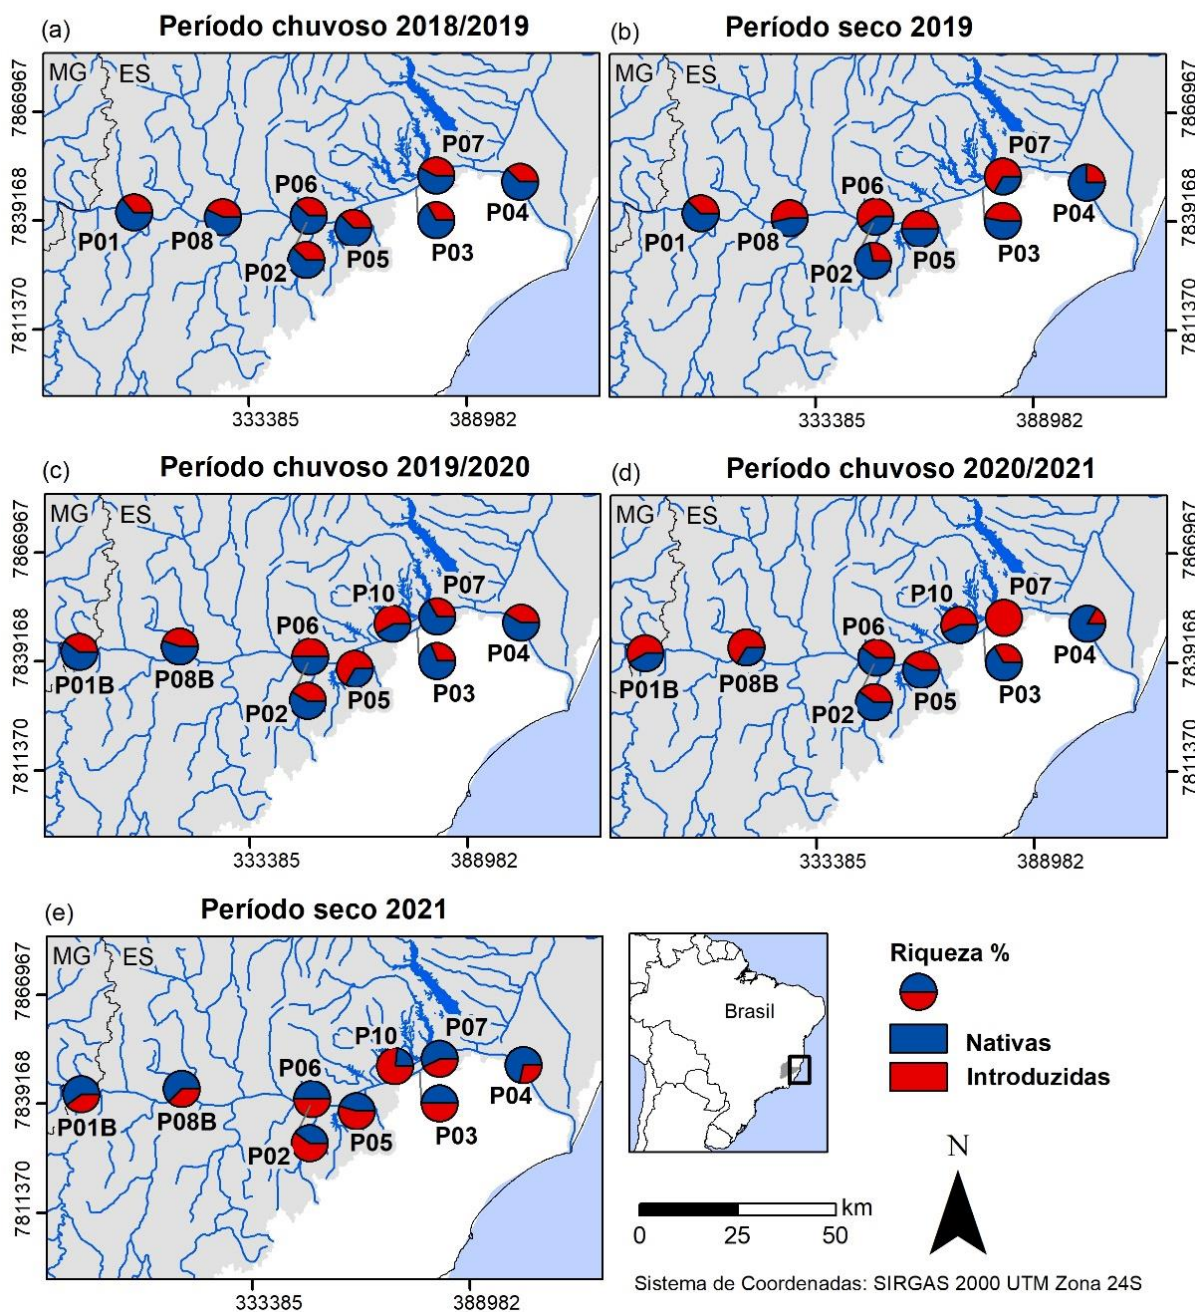 (a) Período chuvoso 2018/2019
MG ES
7866967
7839168
7811370
P07
P06
P04
P01
P08
P05
P03
P02
333385
388982
(b) Período seco 2019
MG ES
7866967
7839168
7811370
P07
P06
P04
P01
P08
P05
P03
P02
333385
388982
(c) Período chuvoso 2019/2020
MG ES
7866967
7839168
7811370
P10
P07
P06
P04
P01B
P08B
P05
P03
P02
333385
388982
(d) Período chuvoso 2020/2021
MG ES
7866967
7839168
7811370
P10
P07
P06
P04
P01B
P08B
P05
P03
P02
333385
388982
(e) Período seco 2021
MG ES
7866967
7839168
7811370
P10
P07
P06
P04
P01B
P08B
P05
P03
P02
333385
388982
Brasil
Riqueza %
Nativas
Introduzidas
N
km
0 25 50
Sistema de Coordenadas: SIRGAS 2000 UTM Zona 24S